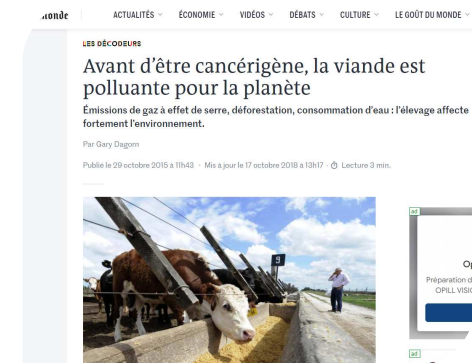 ACTUALITÉS ÉCONOMIE VIDÉOS DÉBATS CULTURE LE GOÛT DU MONDE
LES DÉCODEURS
Avant d'être cancérigène, la viande est
polluante pour la planète
Émissions de gaz à effet de serre, déforestation, consommation d'eau : l'élevage affecte
fortement l'environnement.
Par Gary Dagorn
Publié le 29 octobre 2015 à 11h43 - Mis à jour le 17 octobre 2018 à 13h17 · Lecture 3 min.
ad
9
Préparation d
OPILL VISI
ad